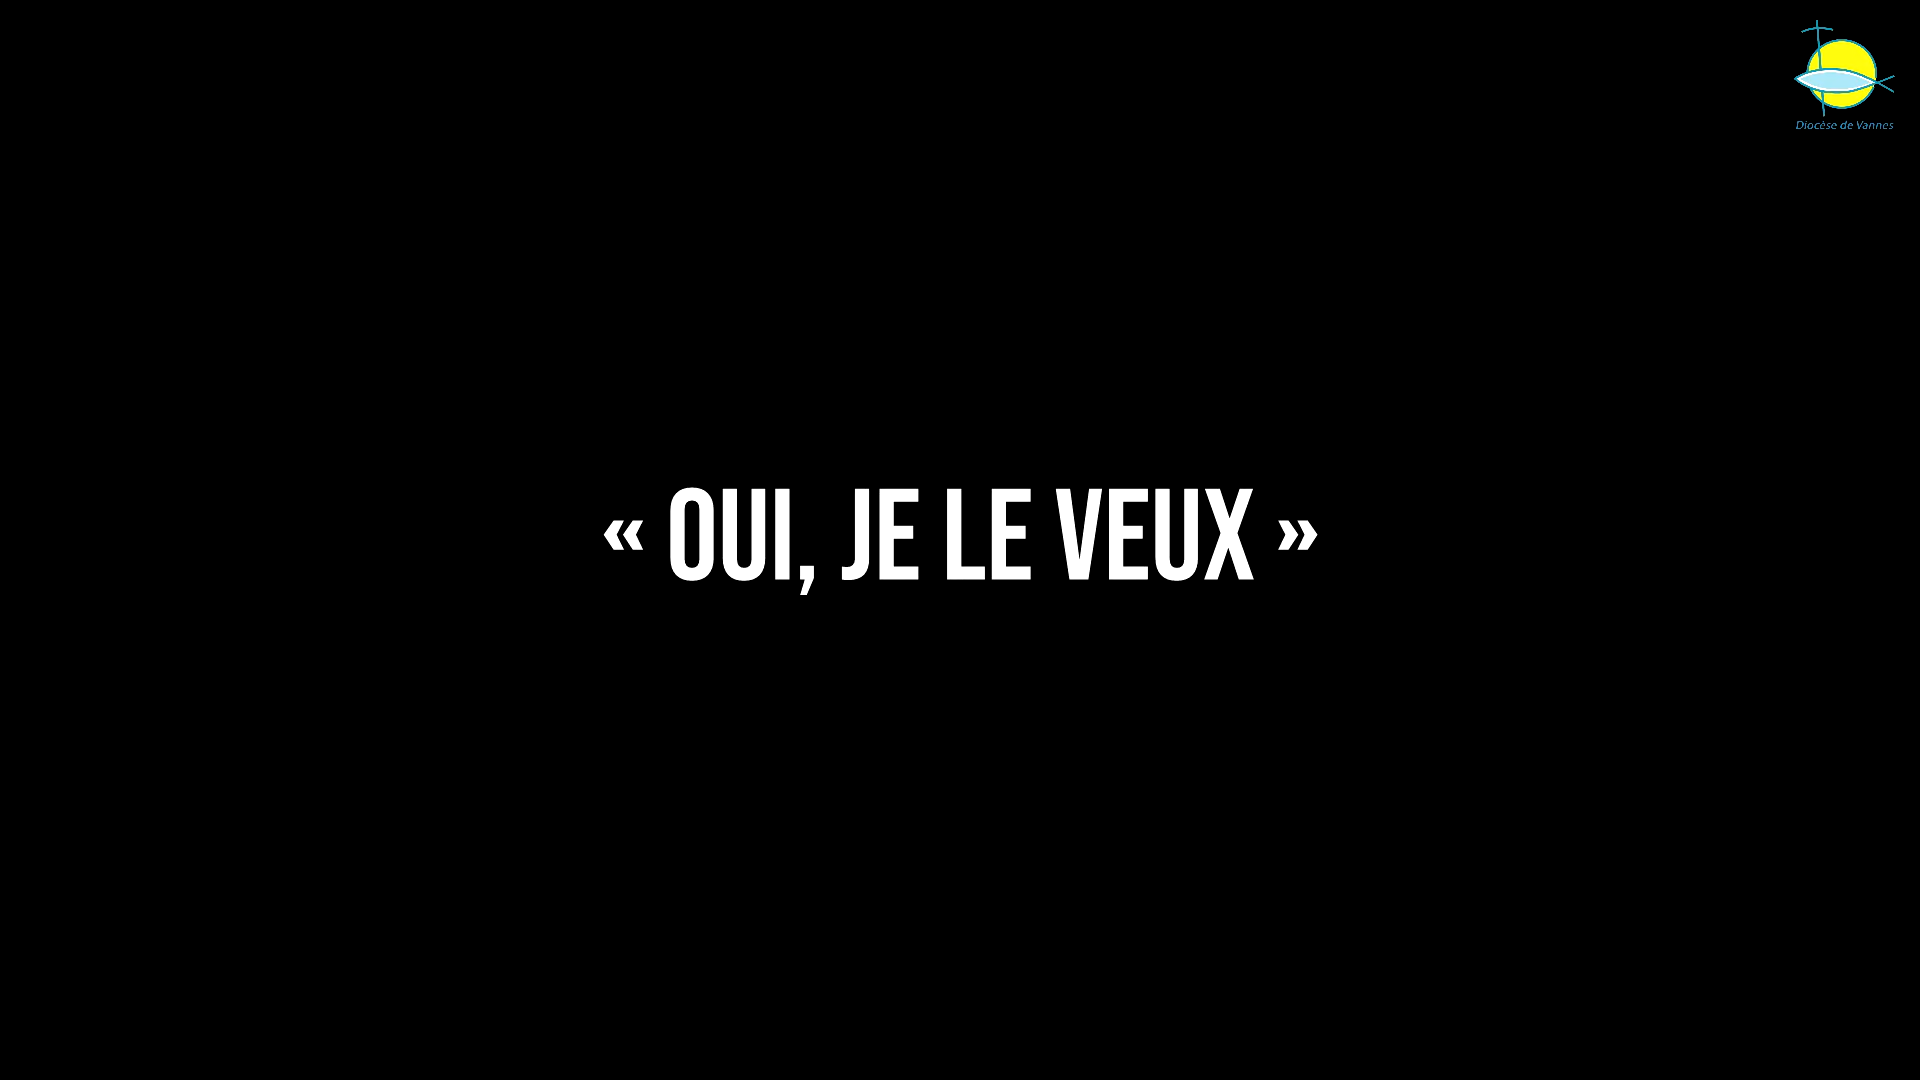 Diocèse de Vannes
« OUI, JE LE VEUX »